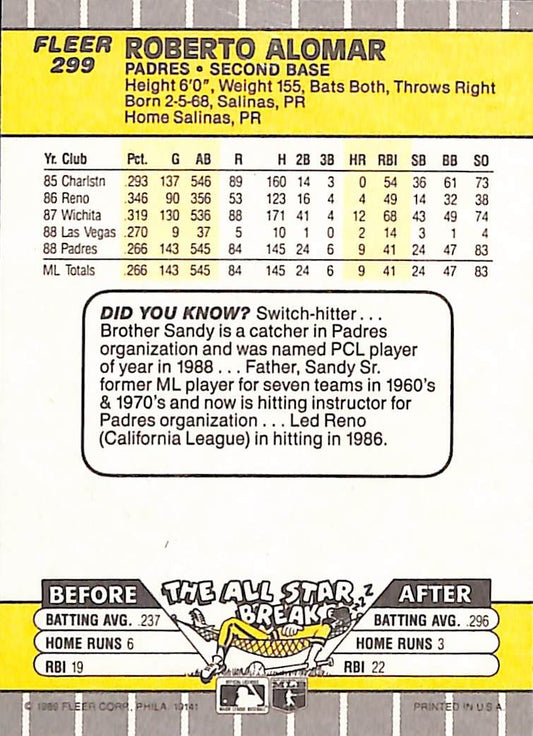 FLEER
299
ROBERTO ALOMAR
PADRES • SECOND BASE
Height 6'0", Weight 155, Bats Both, Throws Right
Born 2-5-68, Salinas, PR
Home Salinas, PR
Yr. Club Pct. G AB R H 2B 3B HR RBI SB BB SO
85 Charlstn .293 137 546 89 160 14 3 0 54 36 61 73
86 Reno .346 90 356 53 123 16 4 4 49 14 32 38
87 Wichita .319 130 536 88 171 41 4 12 68 43 49 74
88 Las Vegas .270 9 37 5 10 1 0 2 14 3 1 4
88 Padres .266 143 545 84 145 24 6 9 41 24 47 83
ML Totals .266 143 545 84 145 24 6 9 41 24 47 83
DID YOU KNOW? Switch-hitter . . .
Brother Sandy is a catcher in Padres
organization and was named PCL player
of year in 1988 . . . Father, Sandy Sr.
former ML player for seven teams in 1960's
& 1970's and now is hitting instructor for
Padres organization . . . Led Reno
(California League) in hitting in 1986.
BEFORE
THE ALL STAR
BREAK
ZZZ
AFTER
BATTING AVG. .237
HOME RUNS 6
RBI 19
BATTING AVG. .296
HOME RUNS 3
RBI 22
© 1989 FLEER CORP., PHILA. 19141
PRINTED IN U.S.A.